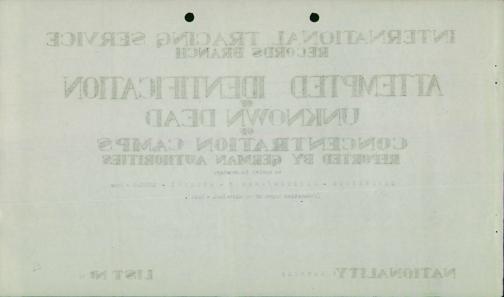 INTERNATIONAL TRACING SERVICE
RECORDS BRANCH
ATTEMPTED IDENTIFICATION
OF
UNKNOWN DEAD
OF
CONCENTRATION CAMPS
REPORTED BY GERMAN AUTHORITIES
NATIONALITY
LIST No